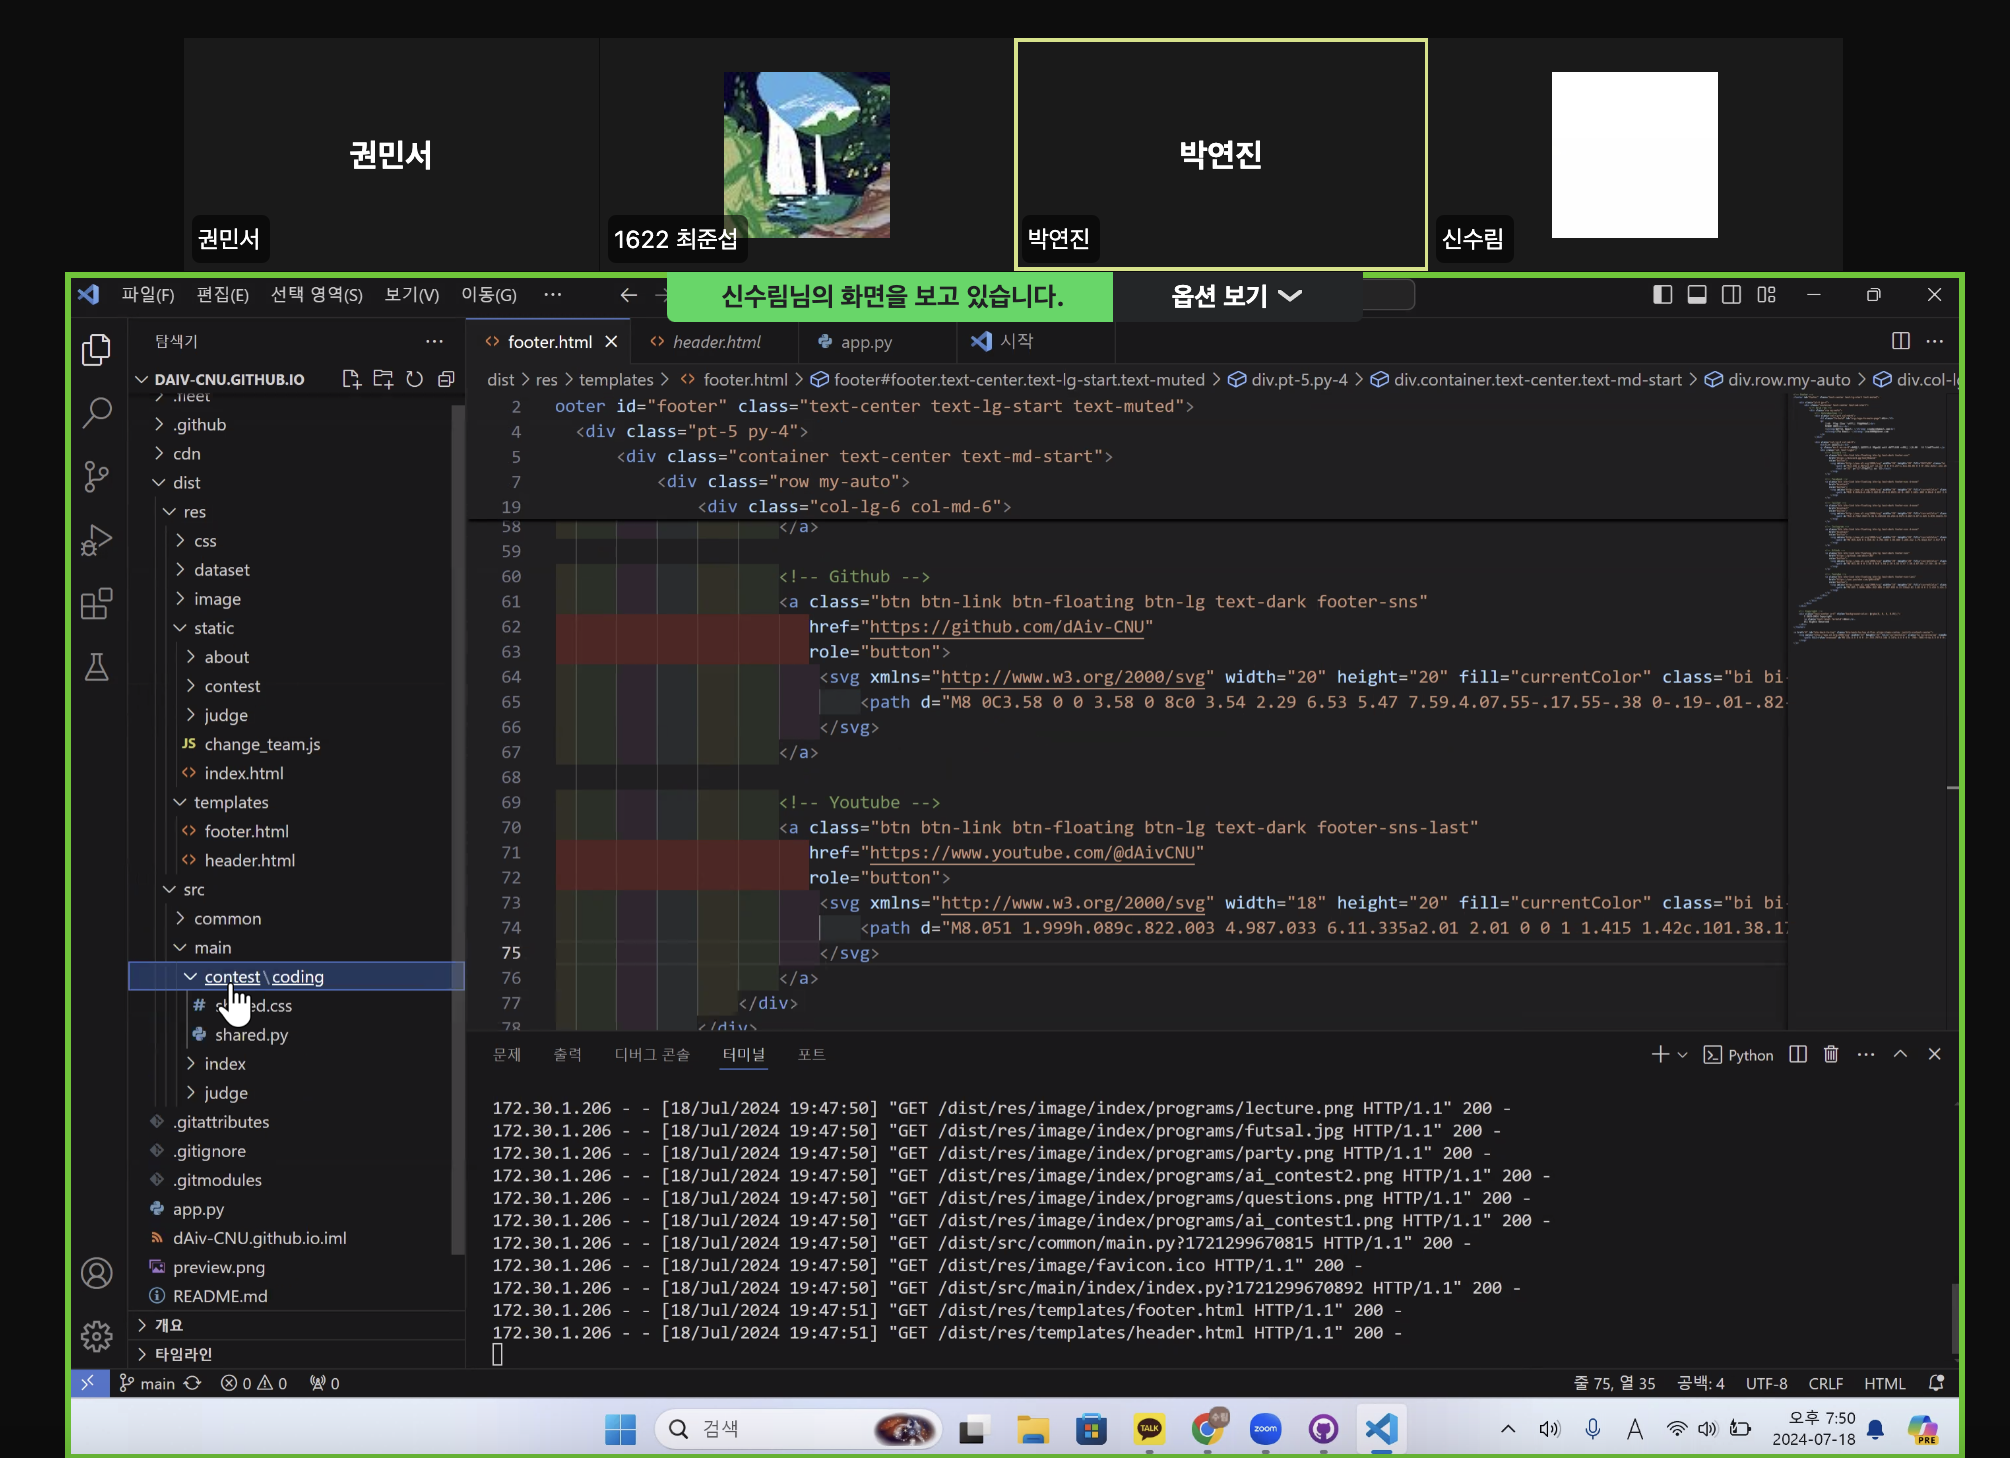 권민서
박연진
권민서
1622 최준섭
박연진
신수림
파일(F) 편집(E) 선택 영역(S) 보기(V) 이동(G) ···
신수림님의 화면을 보고 있습니다.
옵션 보기
탐색기
footer.html
header.html
app.py
시작
DAIV-CNU.GITHUB.IO
.fleet
.github
cdn
dist
res
css
dataset
image
static
about
contest
judge
JS change_team.js
index.html
templates
footer.html
header.html
src
common
main
contest\coding
shared.py
index
judge
.gitattributes
.gitignore
.gitmodules
app.py
dAiv-CNU.github.io.iml
preview.png
README.md
개요
타임라인
dist > res > templates > footer.html > footer#footer.text-center.text-lg-start.text-muted > div.pt-5.py-4 > div.container.text-center.text-md-start > div.row.my-auto >
2 ooter id="footer" class="text-center text-lg-start text-muted">
4 <div class="pt-5 py-4">
5 <div class="container text-center text-md-start">
7 <div class="row my-auto">
19 <div class="col-lg-6 col-md-6">
58 </a>
59
60 <!-- Github -->
61 <a class="btn btn-link btn-floating btn-lg text-dark footer-sns"
62 href="https://github.com/dAiv-CNU"
63 role="button">
64 <svg xmlns="http://www.w3.org/2000/svg" width="20" height="20" fill="currentColor" class="bi bi-
65 <path d="M8 0C3.58 0 0 3.58 0 8c0 3.54 2.29 6.53 5.47 7.59.4.07.55-.17.55-.38 0-.19-.01-.82-
66 </svg>
67 </a>
68
69 <!-- Youtube -->
70 <a class="btn btn-link btn-floating btn-lg text-dark footer-sns-last"
71 href="https://www.youtube.com/@dAivCNU"
72 role="button">
73 <svg xmlns="http://www.w3.org/2000/svg" width="18" height="20" fill="currentColor" class="bi bi-
74 <path d="M8.051 1.999h.089c.822.003 4.987.033 6.11.335a2.01 2.01 0 0 1 1.415 1.42c.101.38.17
75 </svg>
76 </a>
77 </div>
78 </div>
문제 출력 디버그 콘솔 터미널 포트
Python
172.30.1.206 - - [18/Jul/2024 19:47:50] "GET /dist/res/image/index/programs/lecture.png HTTP/1.1" 200 -
172.30.1.206 - - [18/Jul/2024 19:47:50] "GET /dist/res/image/index/programs/futsal.jpg HTTP/1.1" 200 -
172.30.1.206 - - [18/Jul/2024 19:47:50] "GET /dist/res/image/index/programs/party.png HTTP/1.1" 200 -
172.30.1.206 - - [18/Jul/2024 19:47:50] "GET /dist/res/image/index/programs/ai_contest2.png HTTP/1.1" 200 -
172.30.1.206 - - [18/Jul/2024 19:47:50] "GET /dist/res/image/index/programs/questions.png HTTP/1.1" 200 -
172.30.1.206 - - [18/Jul/2024 19:47:50] "GET /dist/res/image/index/programs/ai_contest1.png HTTP/1.1" 200 -
172.30.1.206 - - [18/Jul/2024 19:47:50] "GET /dist/src/common/main.py?1721299670815 HTTP/1.1" 200 -
172.30.1.206 - - [18/Jul/2024 19:47:50] "GET /dist/res/image/favicon.ico HTTP/1.1" 200 -
172.30.1.206 - - [18/Jul/2024 19:47:50] "GET /dist/src/main/index/index.py?1721299670892 HTTP/1.1" 200 -
172.30.1.206 - - [18/Jul/2024 19:47:51] "GET /dist/res/templates/footer.html HTTP/1.1" 200 -
172.30.1.206 - - [18/Jul/2024 19:47:51] "GET /dist/res/templates/header.html HTTP/1.1" 200 -
main 0 0 0
줄 75, 열 35 공백: 4 UTF-8 CRLF HTML
검색
TALK
수림
zoom
A
오후 7:50
2024-07-18
PRE